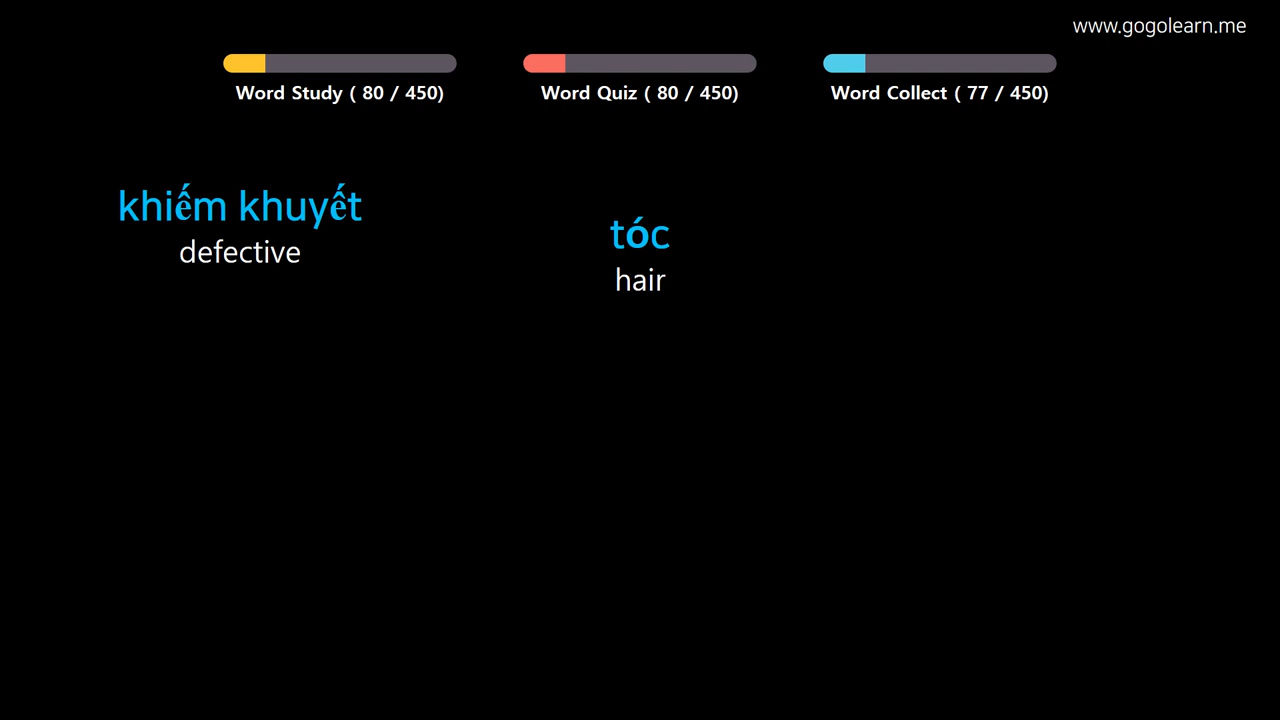 www.gogolearn.me
Word Study ( 80 / 450)
Word Quiz ( 80 / 450)
Word Collect ( 77 / 450)
khiếm khuyết
defective
tóc
hair